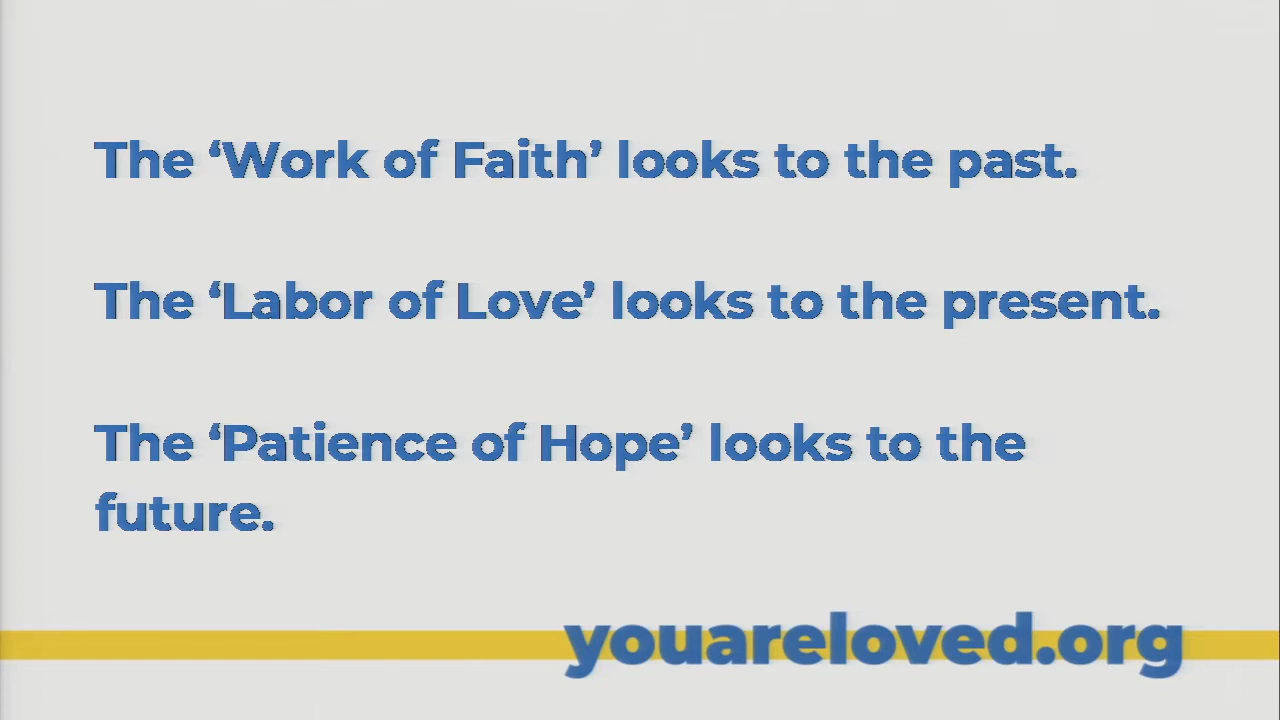 The ‘Work of Faith’ looks to the past.
The ‘Labor of Love’ looks to the present.
The ‘Patience of Hope’ looks to the
future.
youareloved.org